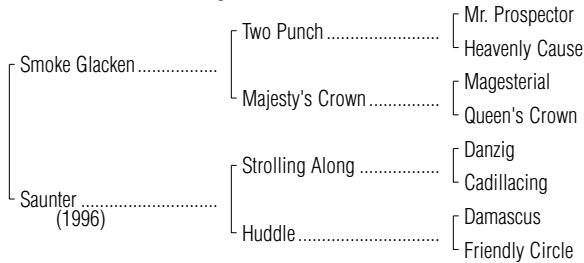 Mr. Prospector
Two Punch ......................
Heavenly Cause
Smoke Glacken ................
Magesterial
Majesty's Crown ..............
Queen's Crown
Danzig
Strolling Along ................
Cadillacing
Saunter ...........................
(1996)
Damascus
Huddle ............................
Friendly Circle